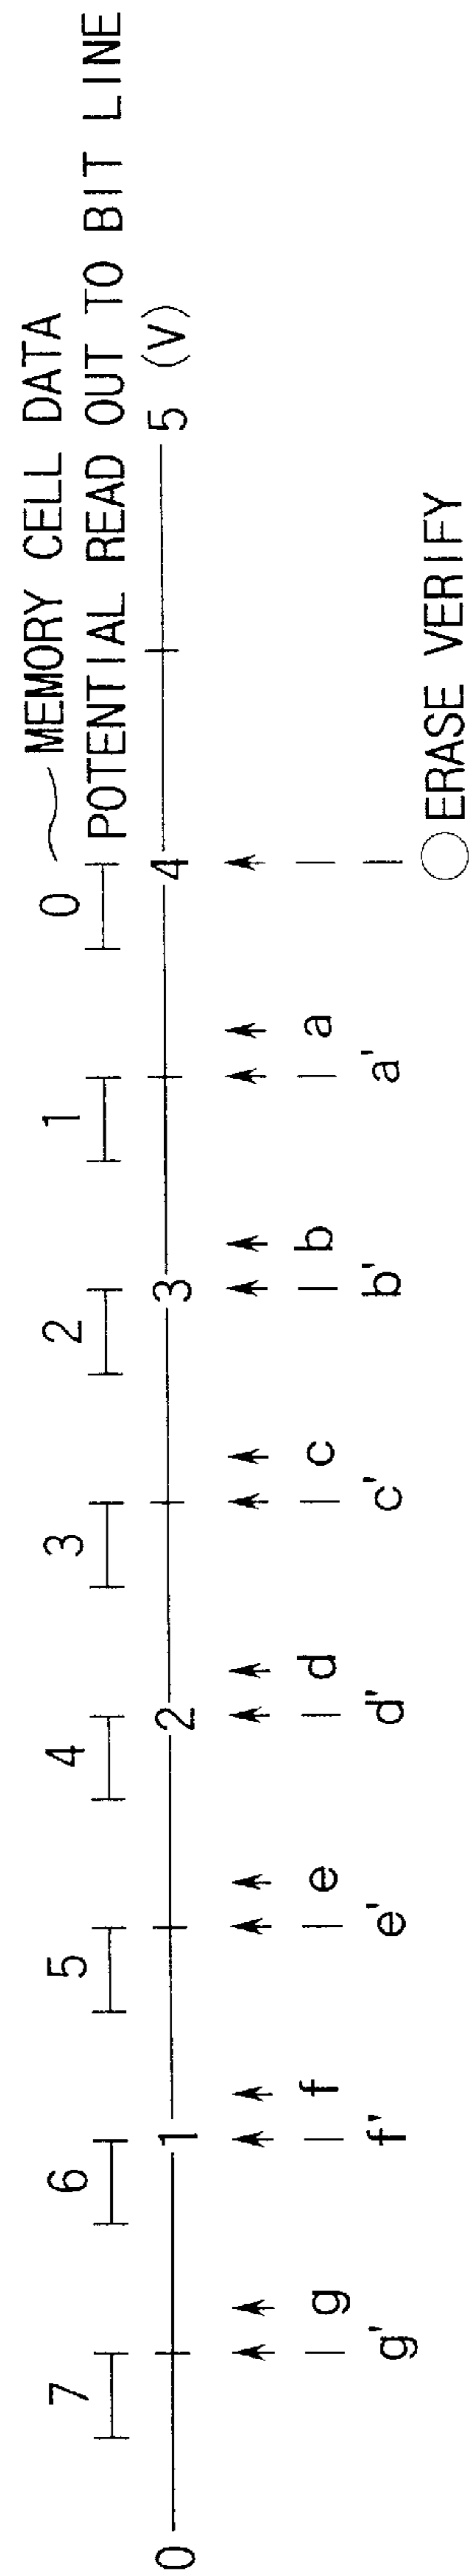 MEMORY CELL DATA
7 6 5 4 3 2 1 0
POTENTIAL READ OUT TO BIT LINE
0 1 2 3 4 5 (V)
g f e d c b a
g' f' e' d' c' b' a'
ERASE VERIFY